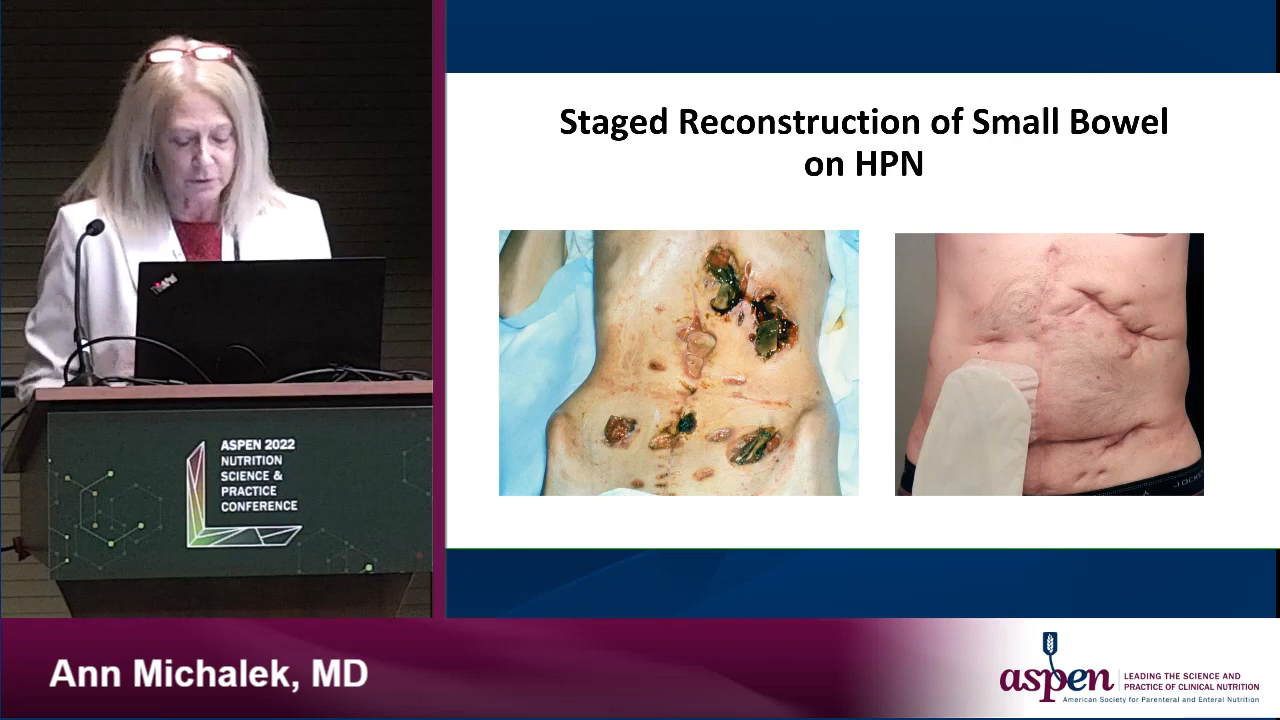 Staged Reconstruction of Small Bowel
on HPN
ASPEN 2022
NUTRITION
SCIENCE &
PRACTICE
CONFERENCE
Ann Michalek, MD
aspen
LEADING THE SCIENCE AND
PRACTICE OF CLINICAL NUTRITION
American Society for Parenteral and Enteral Nutrition